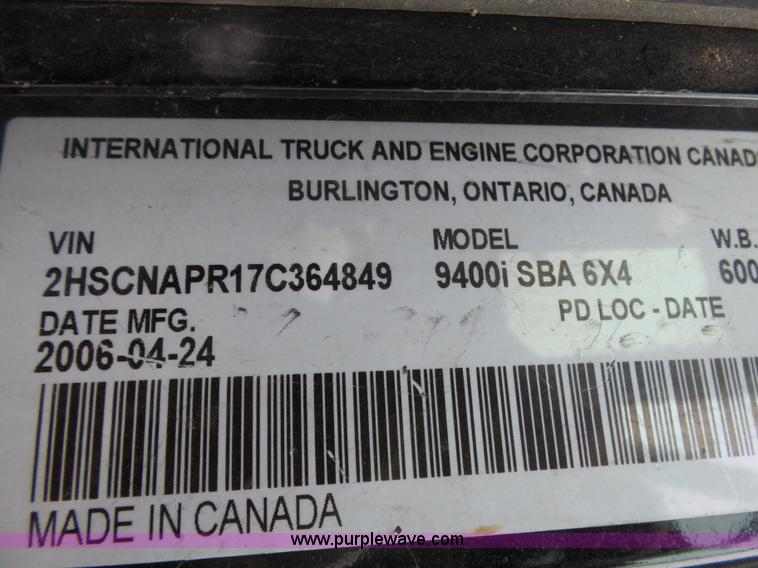 INTERNATIONAL TRUCK AND ENGINE CORPORATION CANAD
BURLINGTON, ONTARIO, CANADA
VIN MODEL W.B.
2HSCNAPR17C364849 9400i SBA 6X4 600
DATE MFG. PD LOC - DATE
2006-04-24
MADE IN CANADA
www.purplewave.com